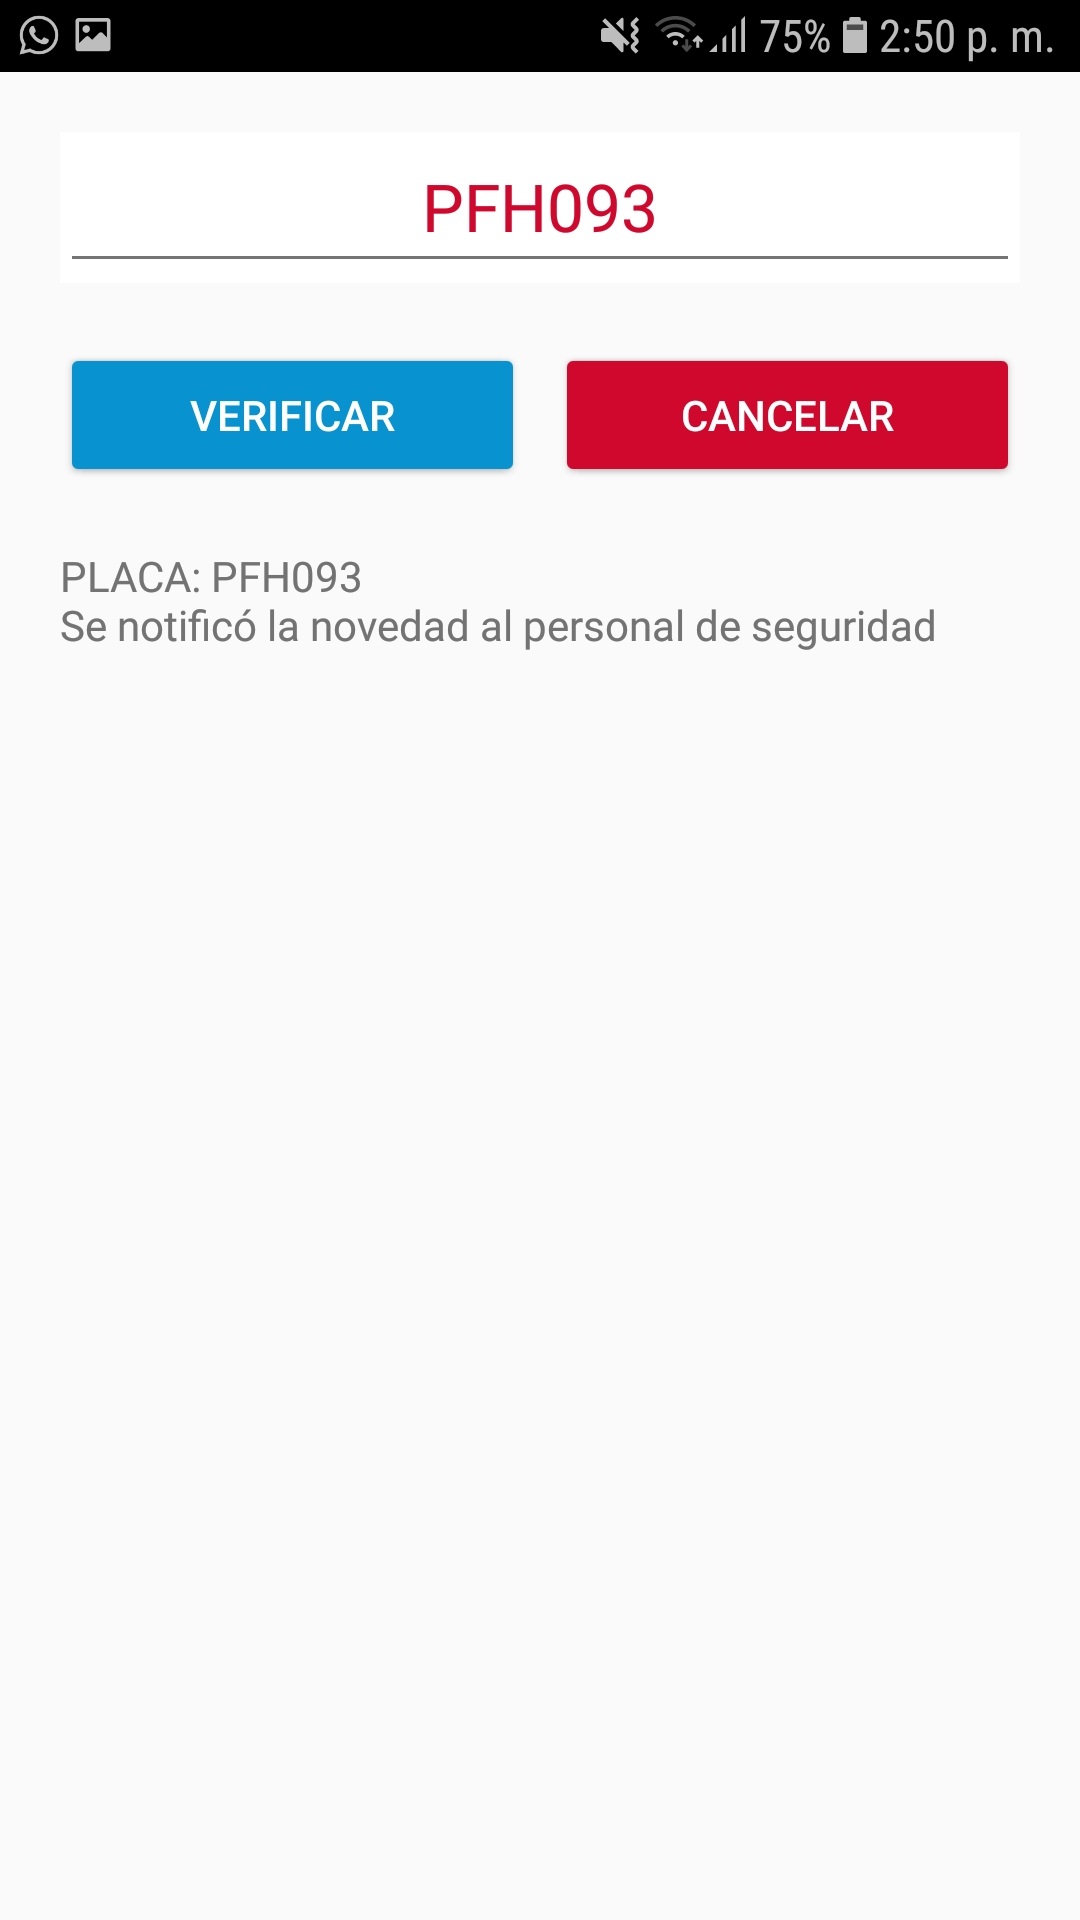 75% 2:50 p. m.
PFH093
VERIFICAR CANCELAR
PLACA: PFH093
Se notificó la novedad al personal de seguridad